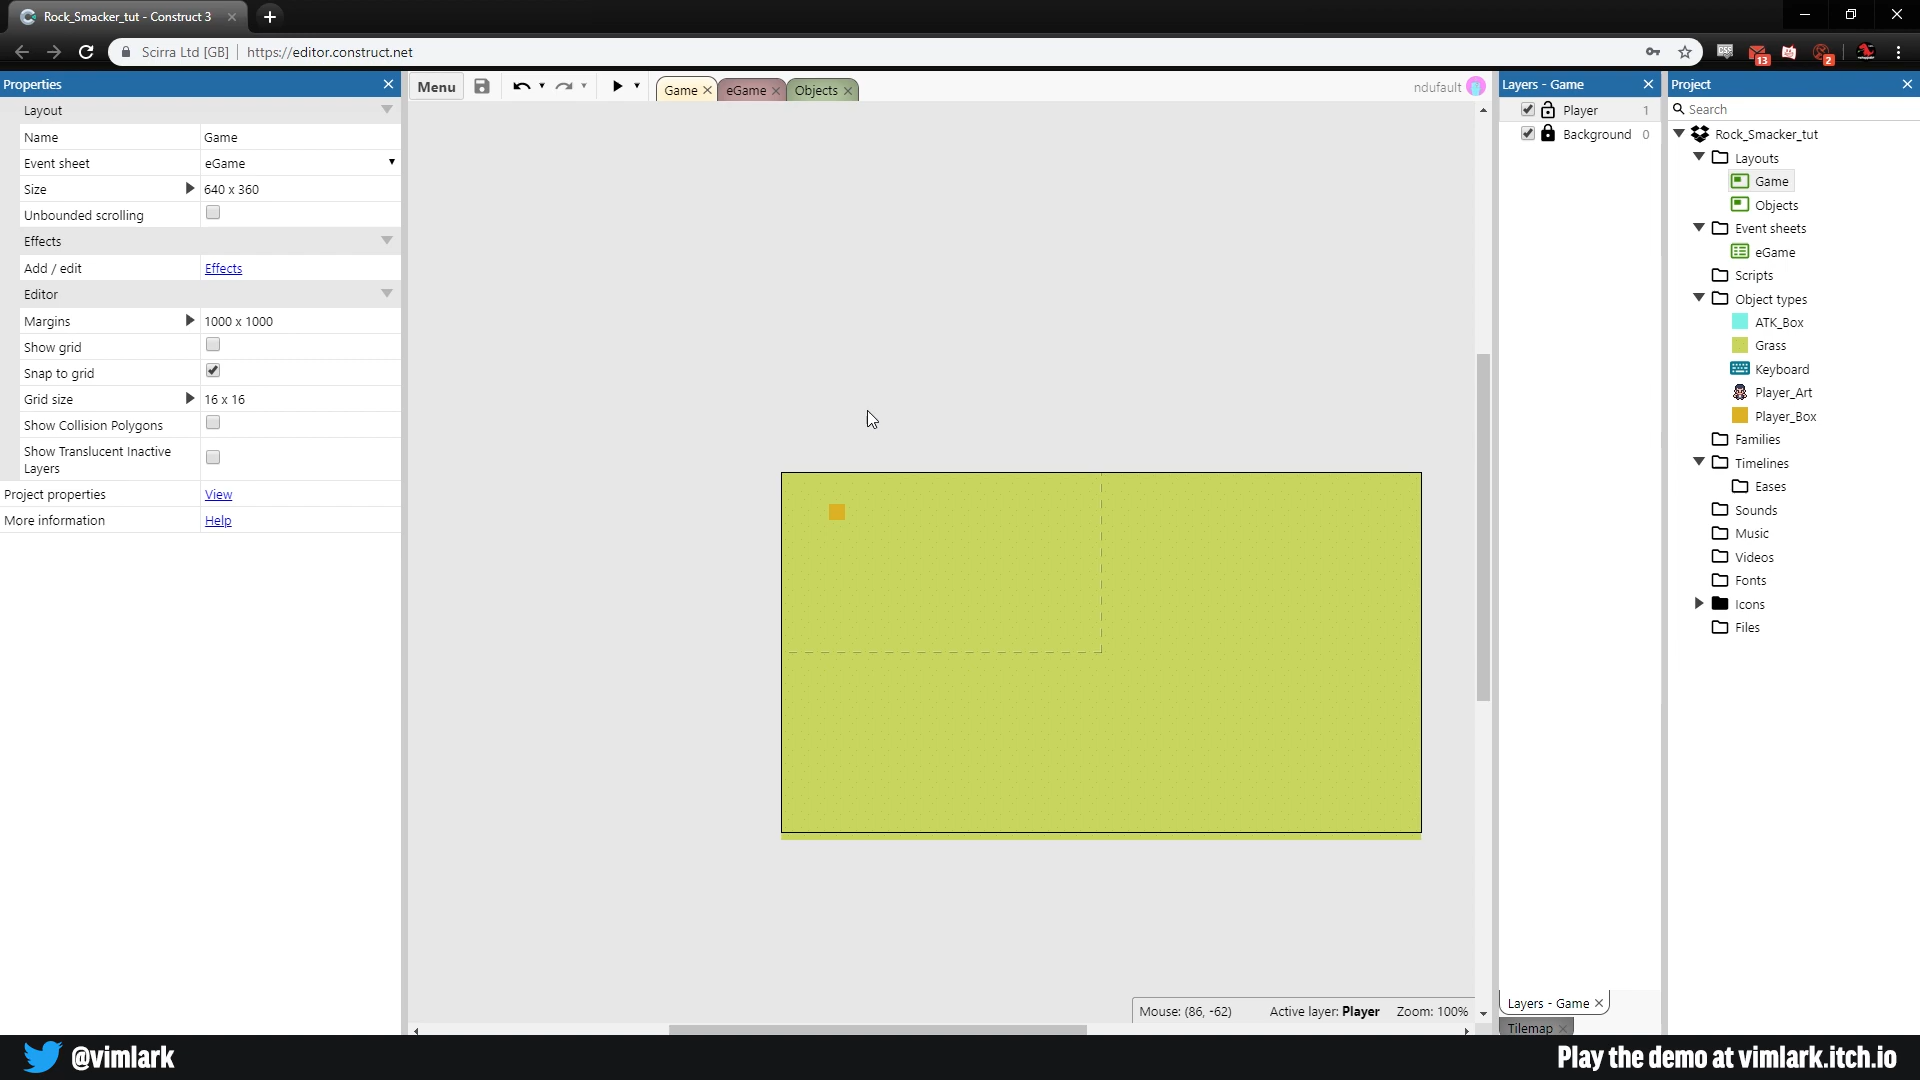 Rock_Smacker_tut - Construct 3
Scirra Ltd [GB] | https://editor.construct.net
13
2
Properties
Layout
Name Game
Event sheet eGame
Size 640 x 360
Unbounded scrolling
Effects
Add / edit Effects
Editor
Margins 1000 x 1000
Show grid
Snap to grid
Grid size 16 x 16
Show Collision Polygons
Show Translucent Inactive
Layers
Project properties View
More information Help
Menu
Game
eGame
Objects
ndufault
Mouse: (86, -62) Active layer: Player Zoom: 100%
Layers - Game
Player 1
Background 0
Layers - Game
Tilemap
Project
Search
Rock_Smacker_tut
Layouts
Game
Objects
Event sheets
eGame
Scripts
Object types
ATK_Box
Grass
Keyboard
Player_Art
Player_Box
Families
Timelines
Eases
Sounds
Music
Videos
Fonts
Icons
Files
@vimlark
Play the demo at vimlark.itch.io